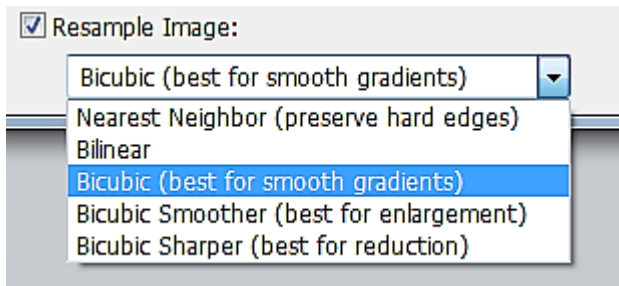 Resample Image:
Bicubic (best for smooth gradients)
Nearest Neighbor (preserve hard edges)
Bilinear
Bicubic (best for smooth gradients)
Bicubic Smoother (best for enlargement)
Bicubic Sharper (best for reduction)